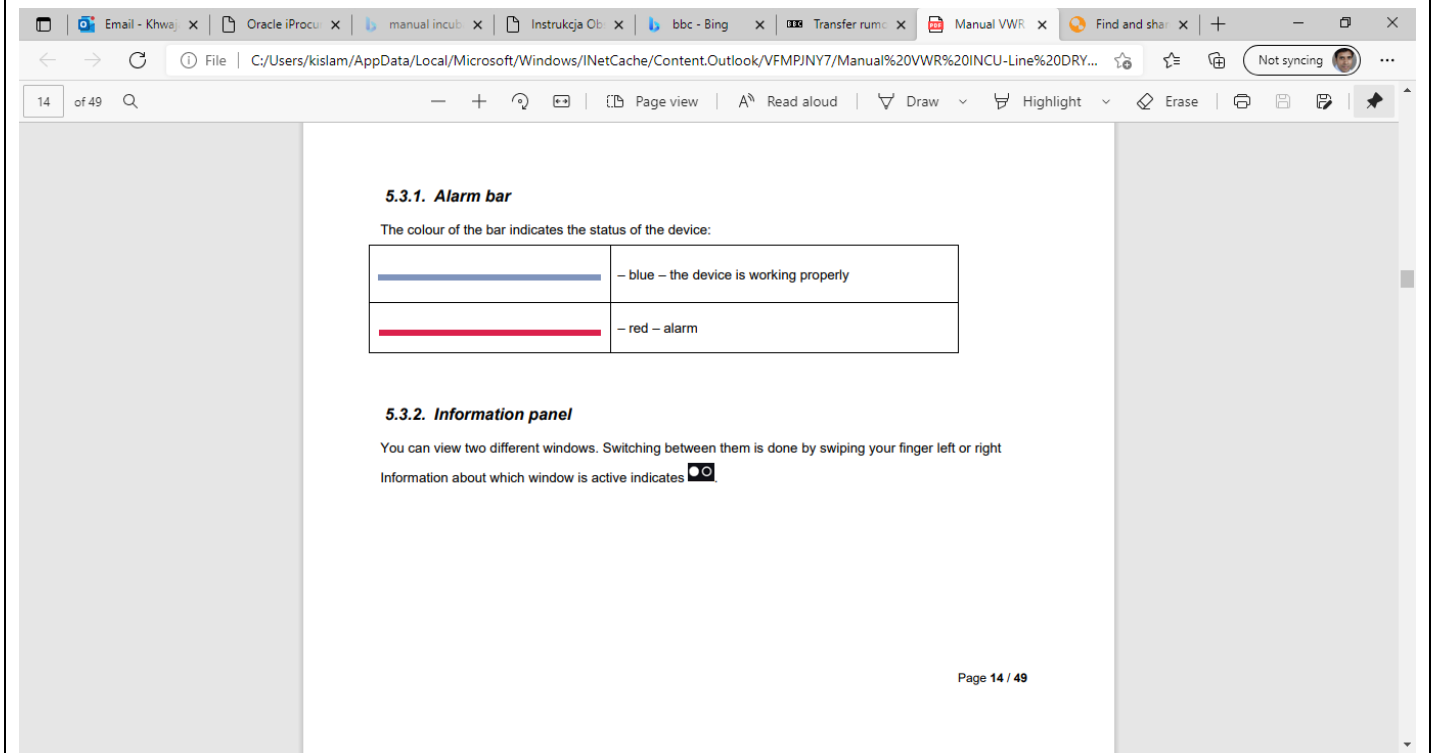 Email - Khwaj
Oracle iProcur
manual incub
Instrukcja Ob
bbc - Bing
BBC Transfer rumo
PDF Manual VWR
Find and shar
File C:/Users/kislam/AppData/Local/Microsoft/Windows/INetCache/Content.Outlook/VFMPJNY7/Manual%20VWR%20INCU-Line%20DRY... Not syncing
14 of 49 Page view Read aloud Draw Highlight Erase
5.3.1. Alarm bar
The colour of the bar indicates the status of the device:
– blue – the device is working properly
– red – alarm
5.3.2. Information panel
You can view two different windows. Switching between them is done by swiping your finger left or right
Information about which window is active indicates .
Page 14 / 49